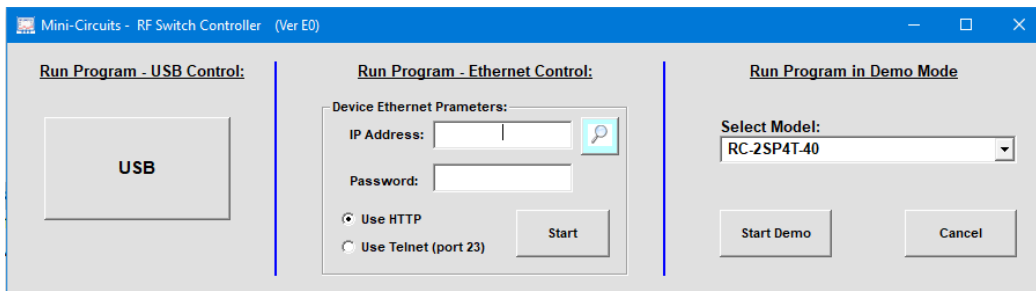 Mini-Circuits - RF Switch Controller (Ver E0)
Run Program - USB Control:
USB
Run Program - Ethernet Control:
Device Ethernet Prameters:
IP Address:
Password:
Use HTTP
Use Telnet (port 23)
Start
Run Program in Demo Mode
Select Model:
RC-2SP4T-40
Start Demo
Cancel